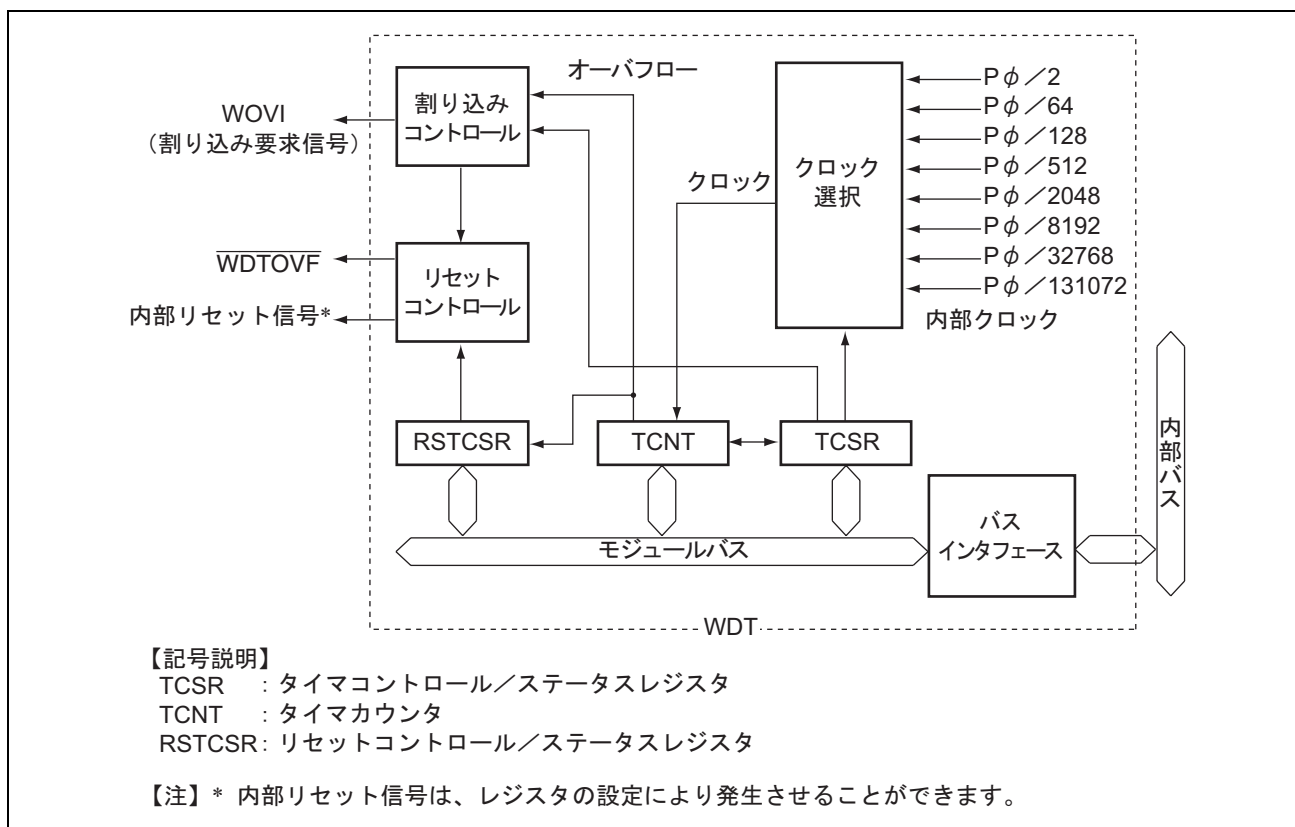 オーバフロー
割り込み
コントロール
WOVI
(割り込み要求信号)
クロック
クロック
選択
Pφ/2
Pφ/64
Pφ/128
Pφ/512
Pφ/2048
Pφ/8192
Pφ/32768
Pφ/131072
内部クロック
WDTOVF
内部リセット信号*
リセット
コントロール
RSTCSR
TCNT
TCSR
モジュールバス
バス
インタフェース
内部バス
WDT
【記号説明】
TCSR :タイマコントロール/ステータスレジスタ
TCNT :タイマカウンタ
RSTCSR:リセットコントロール/ステータスレジスタ
【注】* 内部リセット信号は、レジスタの設定により発生させることができます。